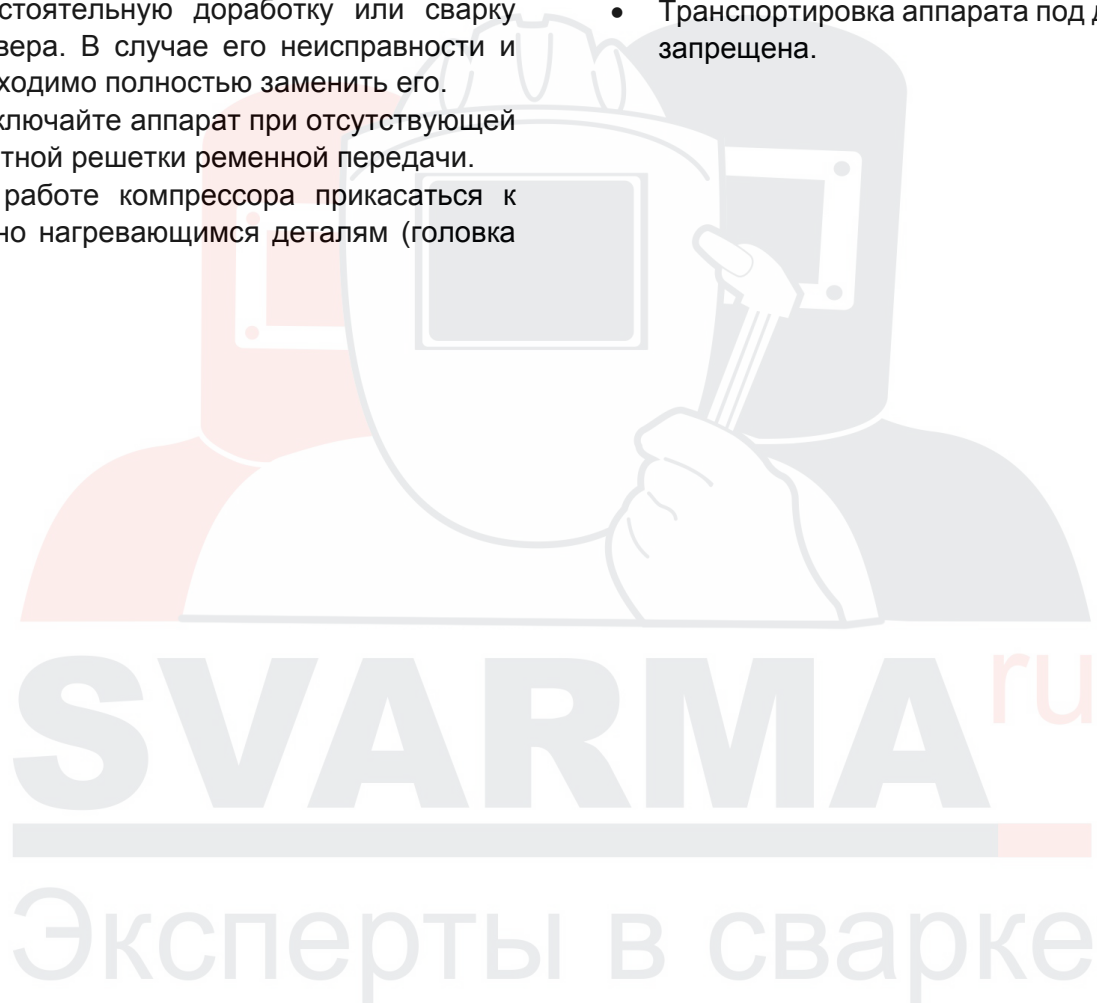 стоятельную доработку или сварку
вера. В случае его неисправности и
ходимо полностью заменить его.
ключайте аппарат при отсутствующей
тной решетки ременной передачи.
работе компрессора прикасаться к
но нагревающимся деталям (головка
• Транспортировка аппарата под д
запрещена.
SVARMA ru
Эксперты в сварке